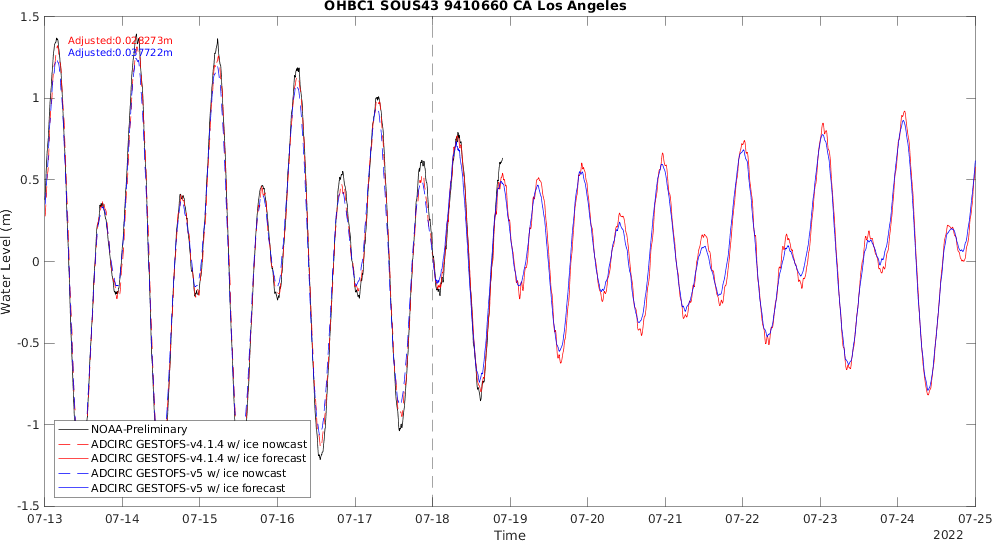 OHBC1 SOUS43 9410660 CA Los Angeles
Adjusted:0.028273m
Adjusted:0.037722m
Water Level (m)
1.5
1
0.5
0
-0.5
-1
-1.5
NOAA-Preliminary
ADCIRC GESTOFS-v4.1.4 w/ ice nowcast
ADCIRC GESTOFS-v4.1.4 w/ ice forecast
ADCIRC GESTOFS-v5 w/ ice nowcast
ADCIRC GESTOFS-v5 w/ ice forecast
07-13 07-14 07-15 07-16 07-17 07-18 07-19 07-20 07-21 07-22 07-23 07-24 07-25
Time
2022